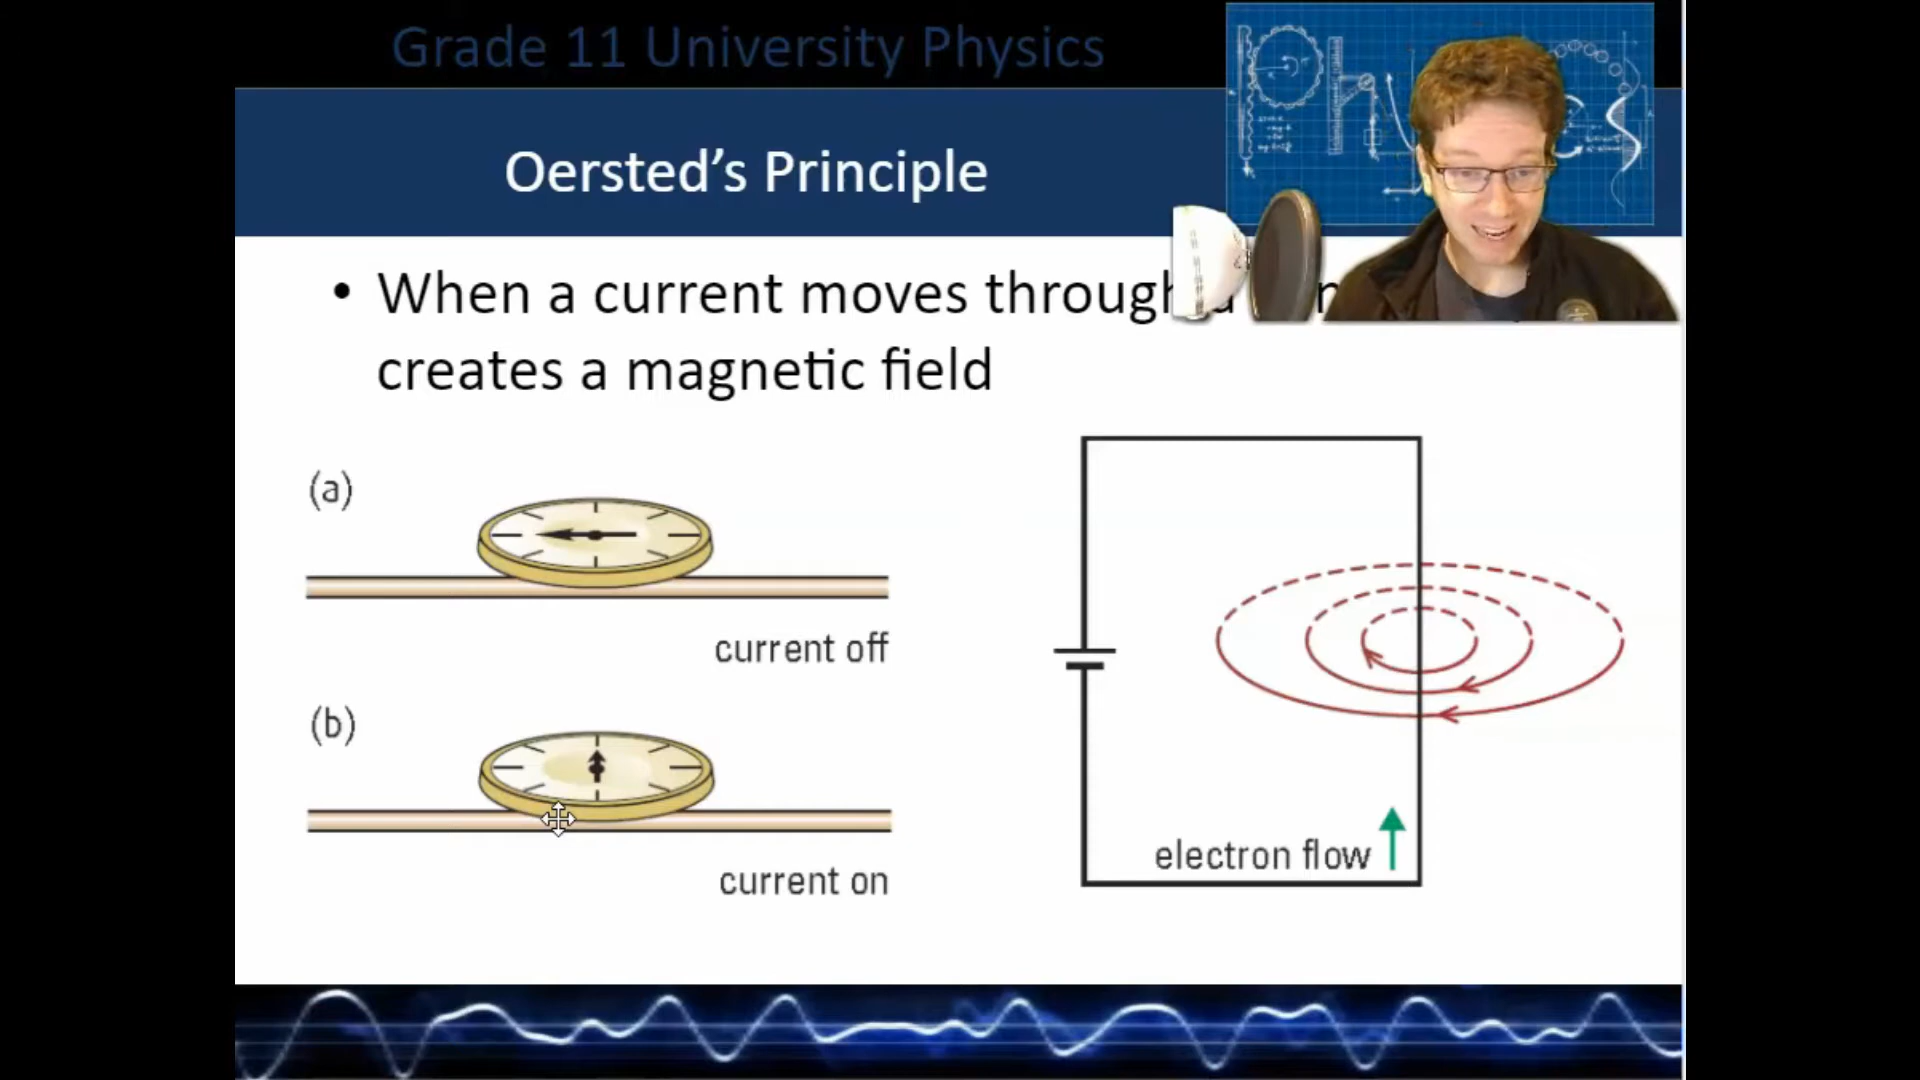 Grade 11 University Physics
Oersted’s Principle
• When a current moves through a
creates a magnetic field
(a)
current off
(b)
current on
electron flow